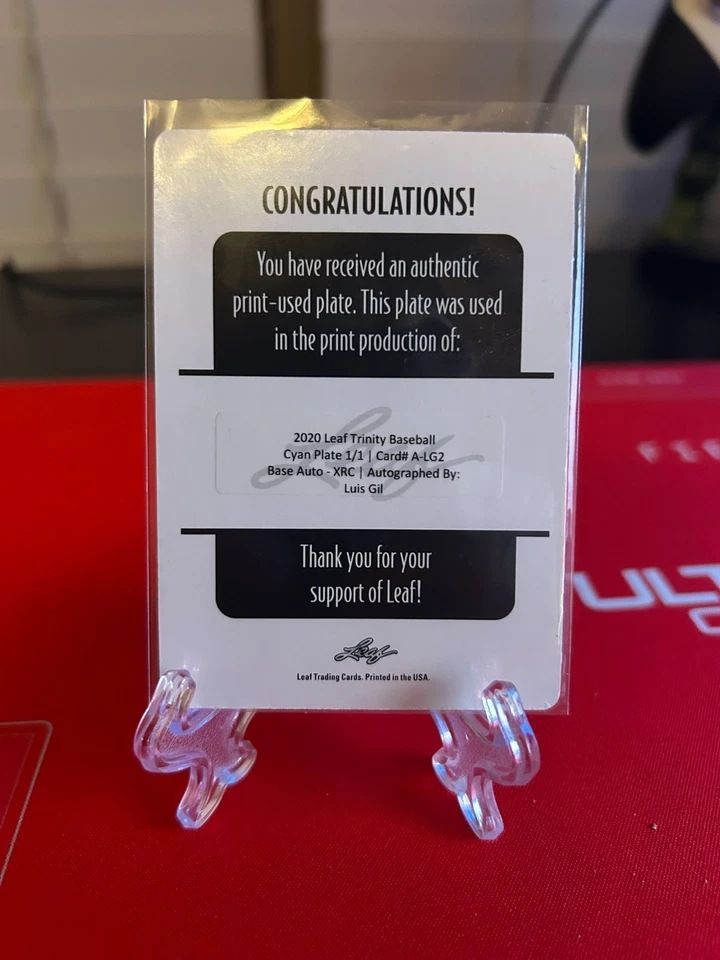 CONGRATULATIONS!
You have received an authentic
print-used plate. This plate was used
in the print production of:
Leaf
2020 Leaf Trinity Baseball
Cyan Plate 1/1 | Card# A-LG2
Base Auto - XRC | Autographed By:
Luis Gil
Thank you for your
support of Leaf!
Leaf
Leaf Trading Cards. Printed in the USA.
ULT